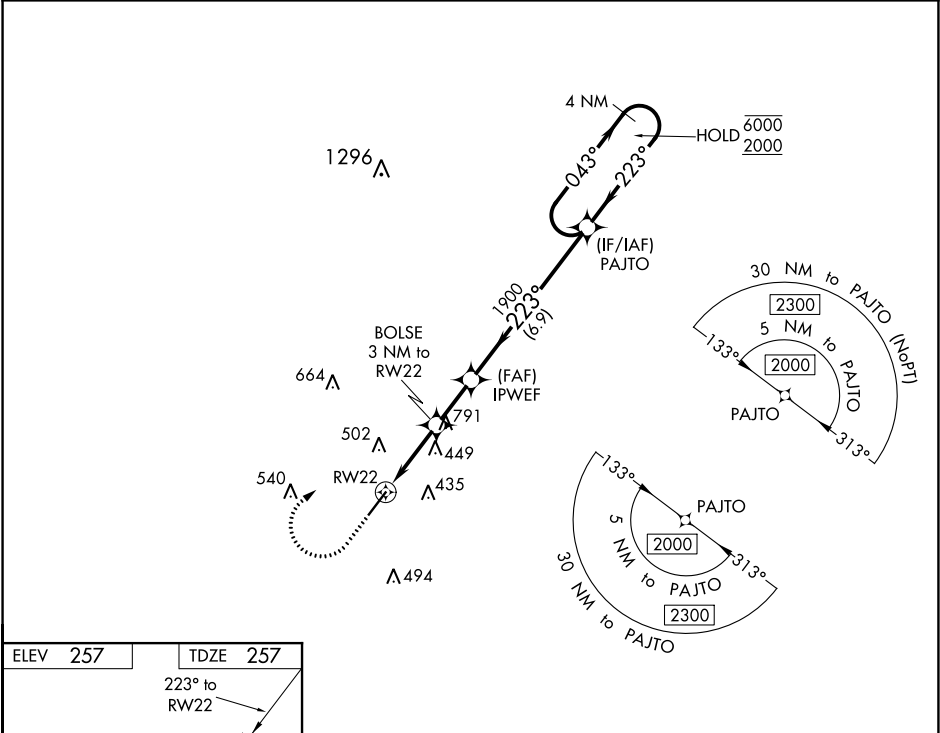 4 NM
HOLD 6000
2000
1296
043°
223°
(IF/IAF)
PAJTO
1900
223°
(6.9)
BOLSE
3 NM to
RW22
(FAF)
IPWEF
664
791
502
449
540
RW22
435
494
30 NM to PAJTO (NoPT)
2300
5 NM to PAJTO
2000
133°
PAJTO
313°
133°
PAJTO
5 NM to PAJTO
2000
313°
30 NM to PAJTO
2300
ELEV 257
TDZE 257
223° to
RW22